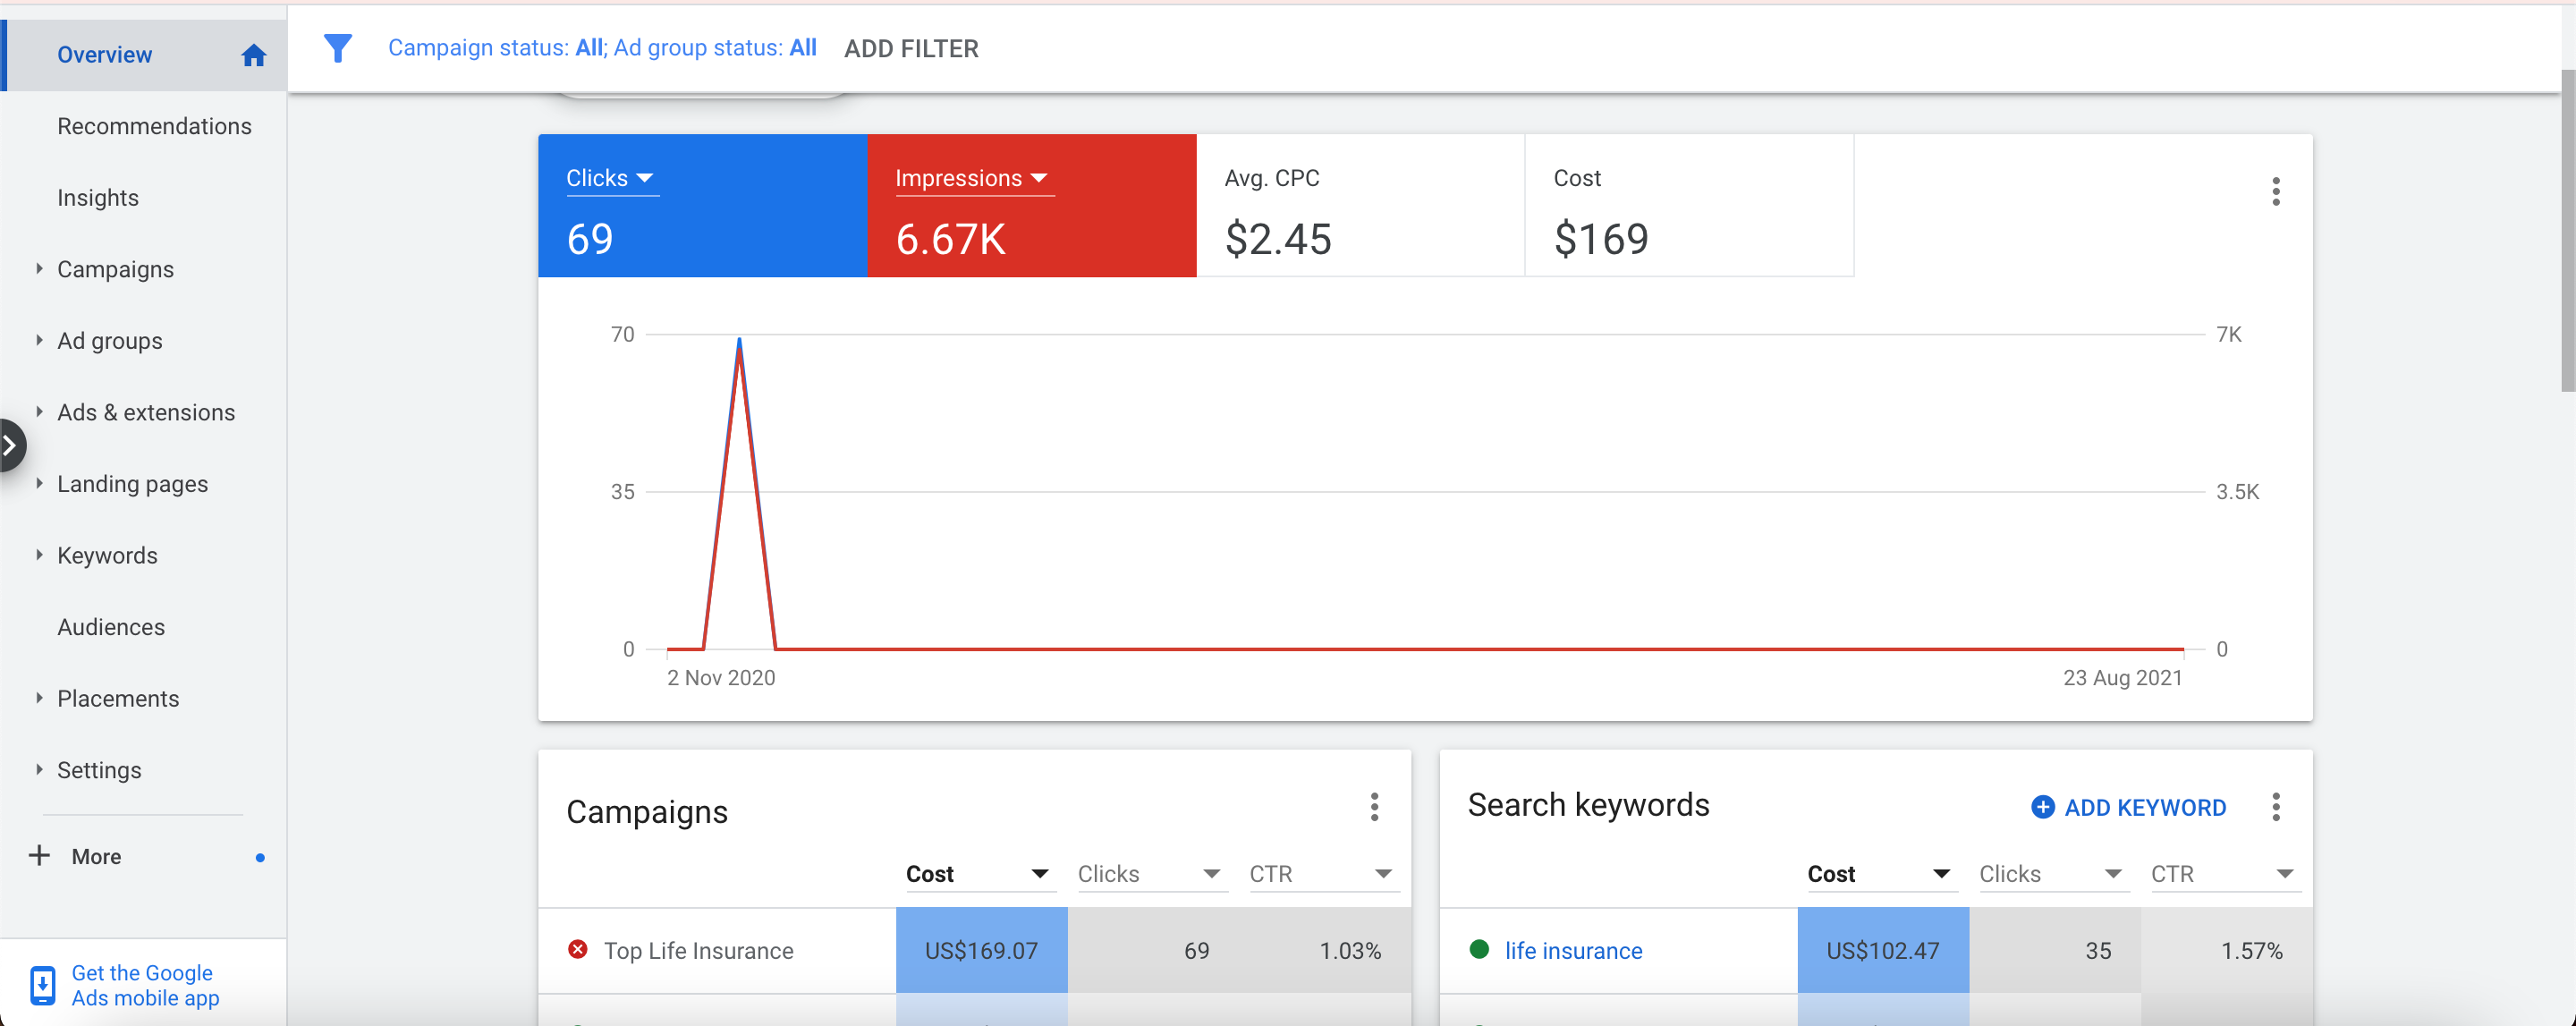 Overview
Recommendations
Insights
Campaigns
Ad groups
Ads & extensions
Landing pages
Keywords
Audiences
Placements
Settings
More
Get the Google
Ads mobile app
Campaign status: All; Ad group status: All ADD FILTER
Clicks Impressions Avg. CPC Cost
69 6.67K $2.45 $169
70 7K
35 3.5K
0 0
2 Nov 2020 23 Aug 2021
Campaigns
Cost Clicks CTR
Top Life Insurance US$169.07 69 1.03%
Search keywords ADD KEYWORD
Cost Clicks CTR
life insurance US$102.47 35 1.57%